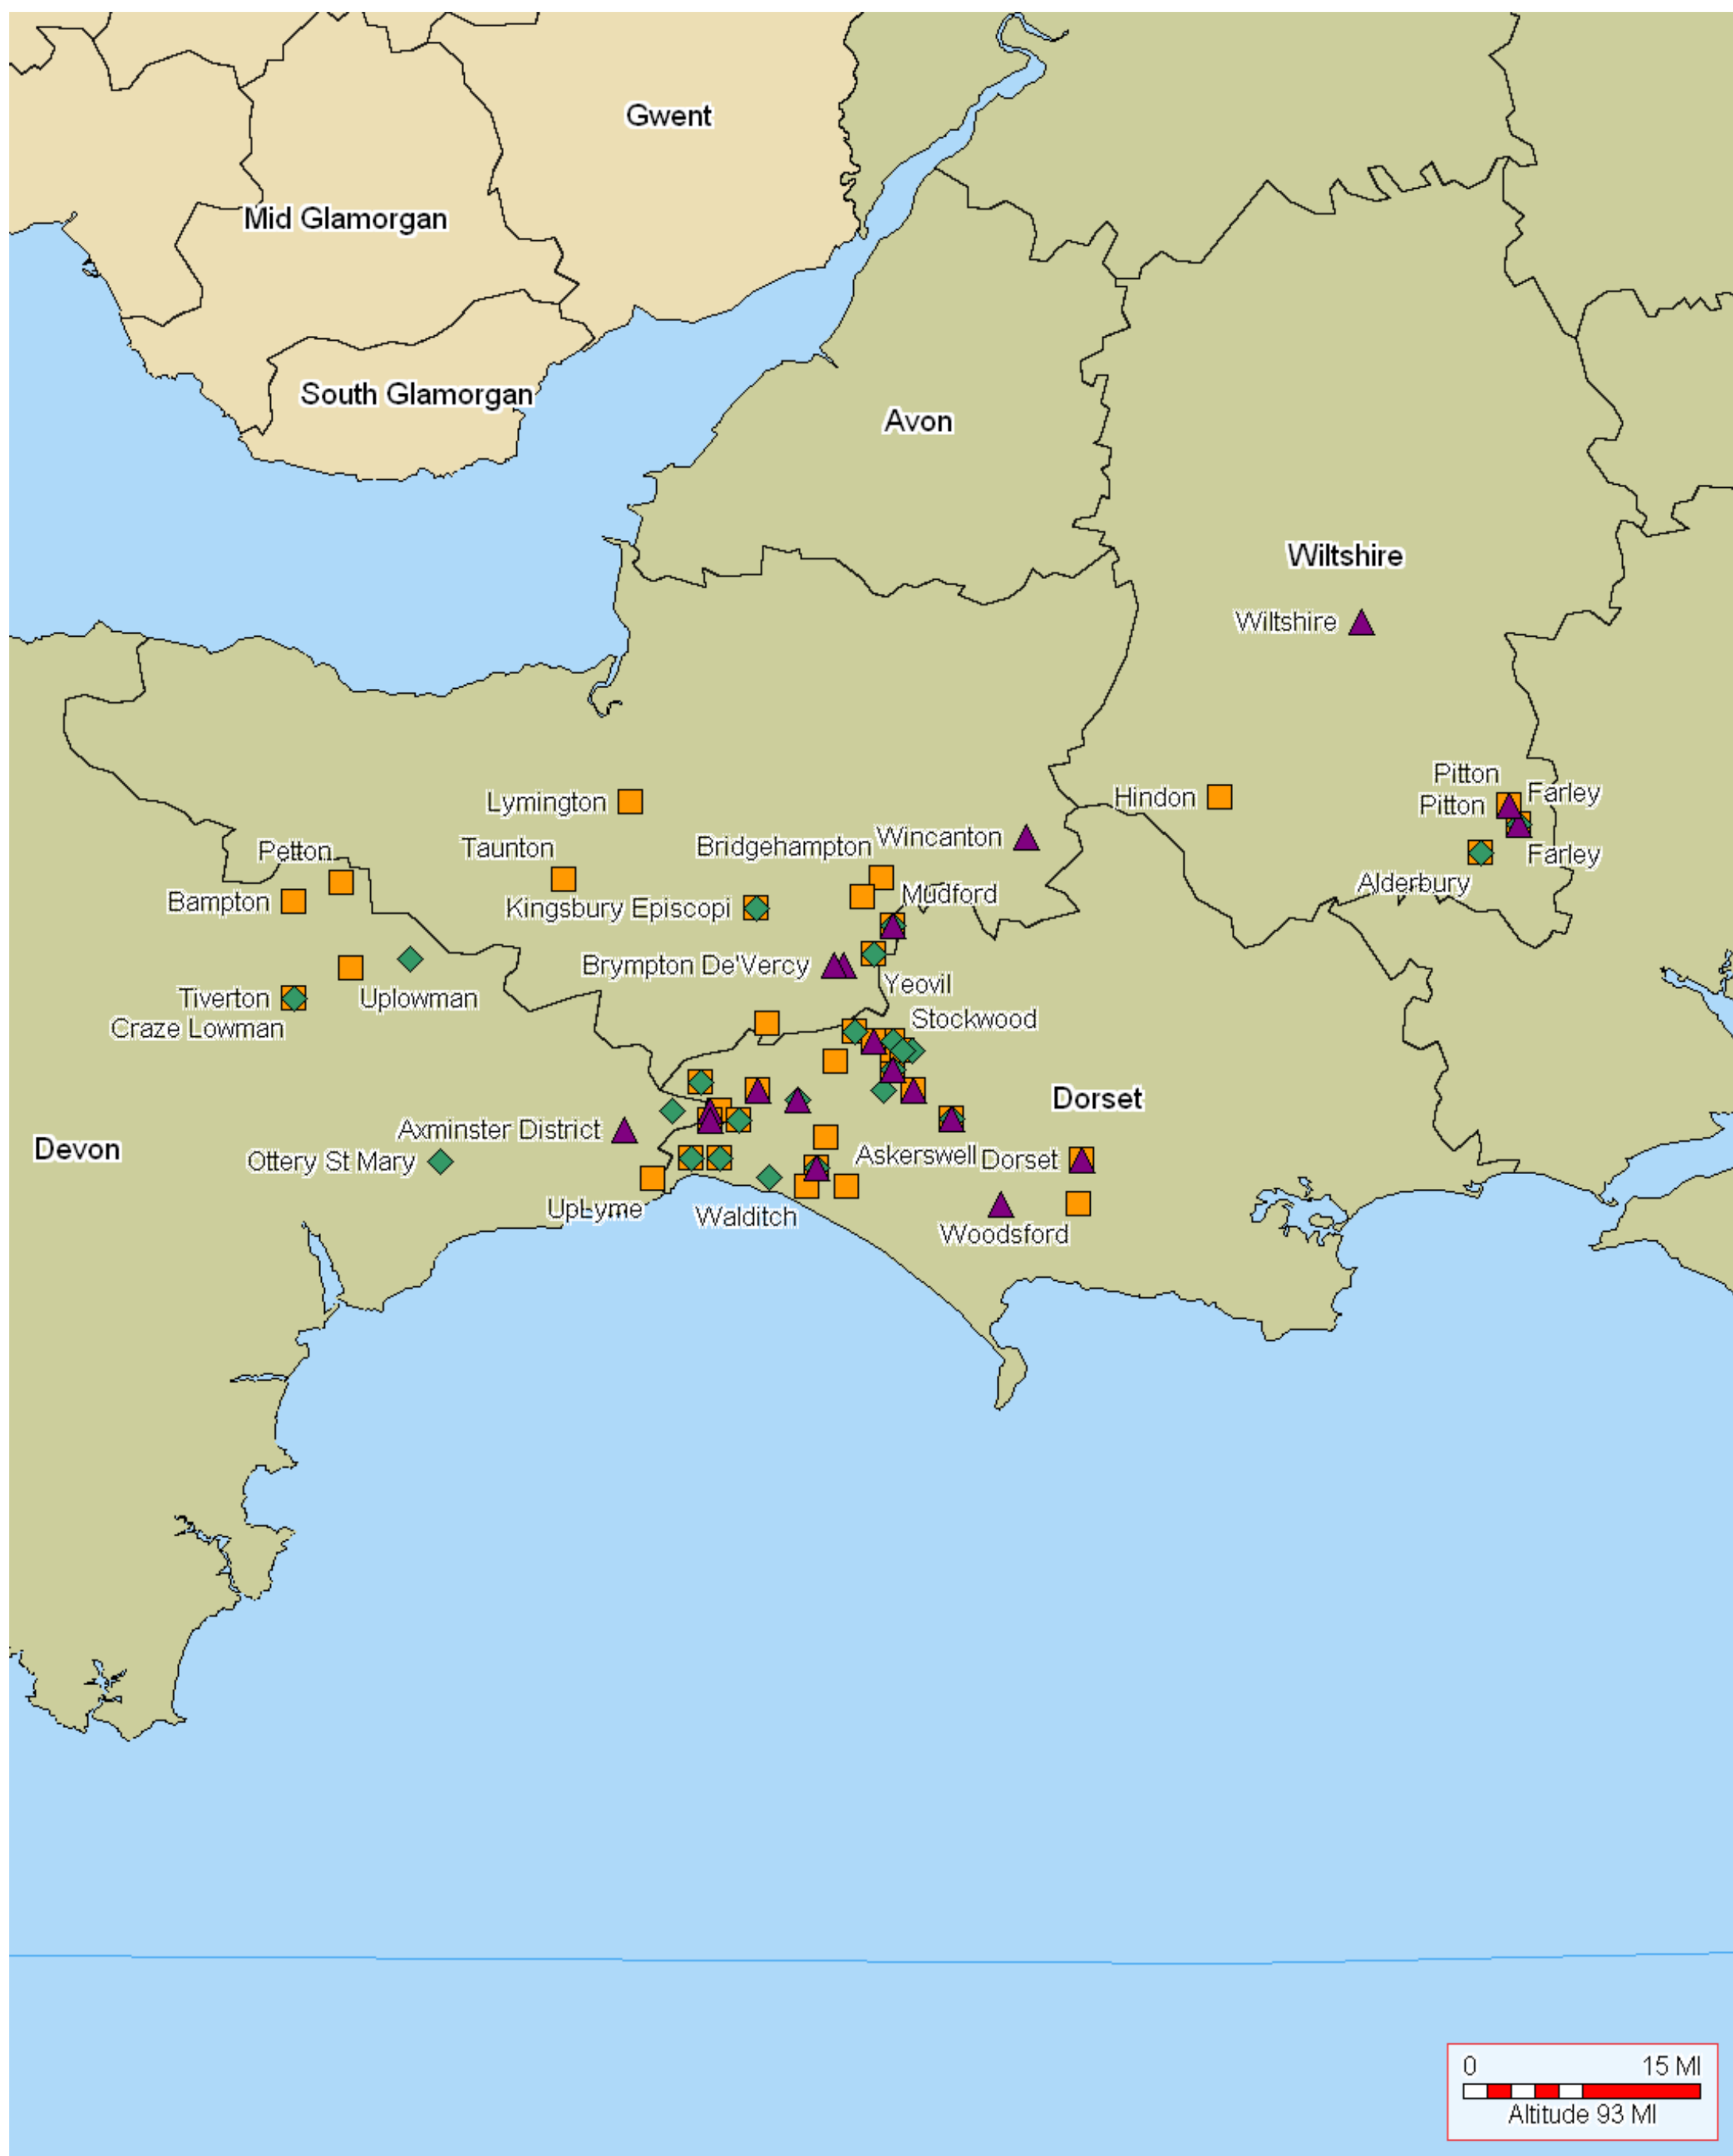 Gwent
Mid Glamorgan
South Glamorgan
Avon
Wiltshire
Wiltshire
Pitton
Farley
Hindon
Pitton
Lymington
Wincanton
Bridgehampton
Taunton
Petton
Farley
Alderbury
Mudford
Bampton
Kingsbury Episcopi
Brympton De'Vercy
Yeovil
Tiverton
Uplowman
Craze Lowman
Stockwood
Dorset
Axminster District
Devon
Ottery St Mary
Askerswell
Dorset
UpLyme
Walditch
Woodsford
0 15 MI
Altitude 93 MI